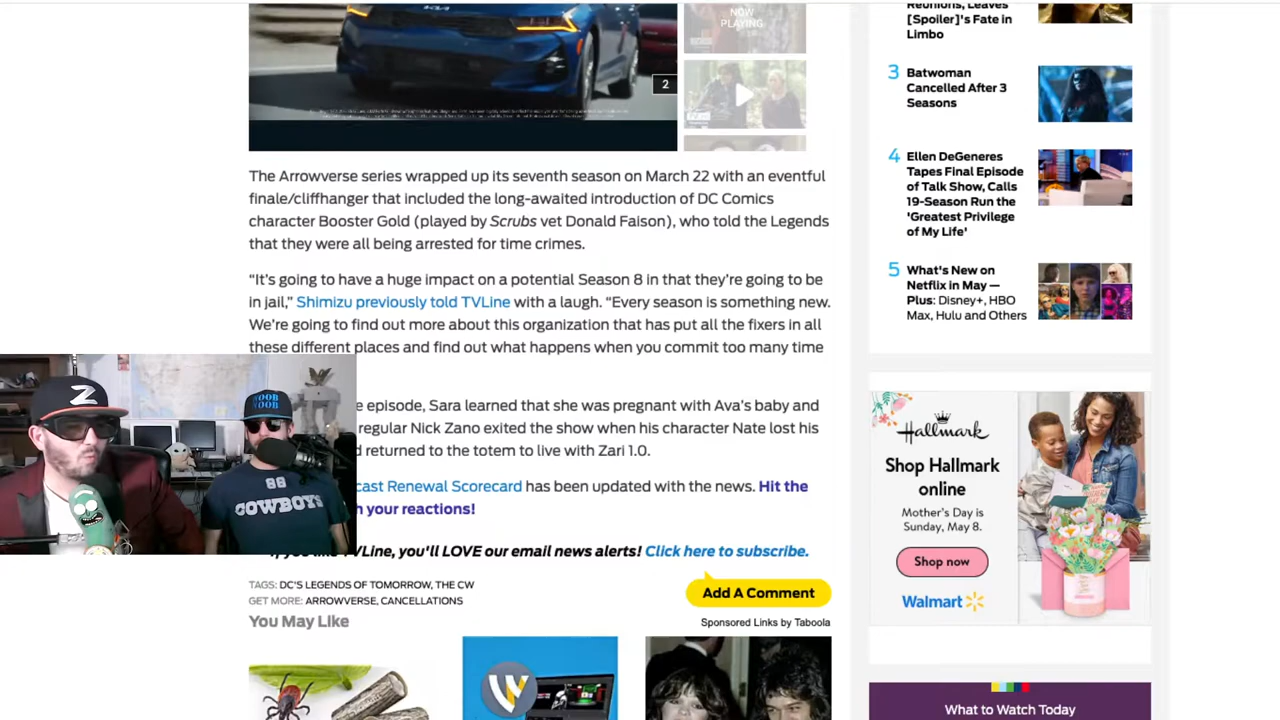 NOW
PLAYING
2
The Arrowverse series wrapped up its seventh season on March 22 with an eventful
finale/cliffhanger that included the long-awaited introduction of DC Comics
character Booster Gold (played by Scrubs vet Donald Faison), who told the Legends
that they were all being arrested for time crimes.
“It’s going to have a huge impact on a potential Season 8 in that they’re going to be
in jail,” Shimizu previously told TVLine with a laugh. “Every season is something new.
We’re going to find out more about this organization that has put all the fixers in all
these different places and find out what happens when you commit too many time
e episode, Sara learned that she was pregnant with Ava’s baby and
regular Nick Zano exited the show when his character Nate lost his
returned to the totem to live with Zari 1.0.
cast Renewal Scorecard has been updated with the news. Hit the
your reactions!
TVLine, you'll LOVE our email news alerts! Click here to subscribe.
TAGS: DC'S LEGENDS OF TOMORROW, THE CW
GET MORE: ARROWVERSE, CANCELLATIONS
Add A Comment
You May Like
Sponsored Links by Taboola
Reunions, Leaves
[Spoiler]'s Fate in
Limbo
3 Batwoman
Cancelled After 3
Seasons
4 Ellen DeGeneres
Tapes Final Episode
of Talk Show, Calls
19-Season Run the
'Greatest Privilege
of My Life'
5 What's New on
Netflix in May —
Plus: Disney+, HBO
Max, Hulu and Others
Hallmark
Shop Hallmark
online
Mother's Day is
Sunday, May 8.
Shop now
Walmart
What to Watch Today
Z
NOOB
NOOB
88
COWBOYS
W